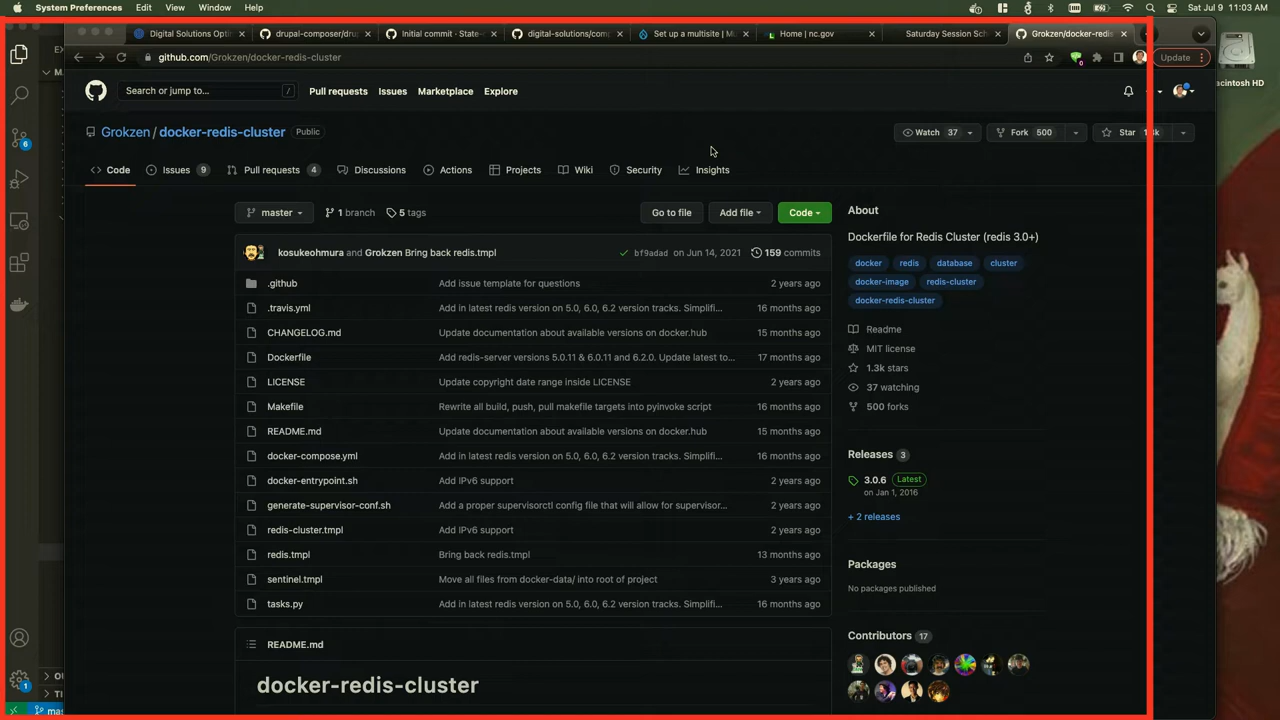 System Preferences Edit View Window Help Sat Jul 9 11:03 AM
Digital Solutions Opti drupal-composer/dru Initial commit · State- digital-solutions/com Set up a multisite | Mu Home | nc.gov Saturday Session Sch Grokzen/docker-redis
github.com/Grokzen/docker-redis-cluster 0 Update
acintosh HD
Search or jump to... / Pull requests Issues Marketplace Explore
Grokzen / docker-redis-cluster Public Watch 37 Fork 500 Star
Code Issues 9 Pull requests 4 Discussions Actions Projects Wiki Security Insights
6
master 1 branch 5 tags Go to file Add file Code
kosukeohmura and Grokzen Bring back redis.tmpl bf9adad on Jun 14, 2021 159 commits
.github Add issue template for questions 2 years ago
.travis.yml Add in latest redis version on 5.0, 6.0, 6.2 version tracks. Simplifi... 16 months ago
CHANGELOG.md Update documentation about available versions on docker.hub 15 months ago
Dockerfile Add redis-server versions 5.0.11 & 6.0.11 and 6.2.0. Update latest to... 17 months ago
LICENSE Update copyright date range inside LICENSE 2 years ago
Makefile Rewrite all build, push, pull makefile targets into pyinvoke script 16 months ago
README.md Update documentation about available versions on docker.hub 15 months ago
docker-compose.yml Add in latest redis version on 5.0, 6.0, 6.2 version tracks. Simplifi... 16 months ago
docker-entrypoint.sh Add IPv6 support 2 years ago
generate-supervisor-conf.sh Add a proper supervisorctl config file that will allow for supervisor... 2 years ago
redis-cluster.tmpl Add IPv6 support 2 years ago
redis.tmpl Bring back redis.tmpl 13 months ago
sentinel.tmpl Move all files from docker-data/ into root of project 3 years ago
tasks.py Add in latest redis version on 5.0, 6.0, 6.2 version tracks. Simplifi... 16 months ago
README.md
docker-redis-cluster
About
Dockerfile for Redis Cluster (redis 3.0+)
docker redis database cluster
docker-image redis-cluster
docker-redis-cluster
Readme
MIT license
1.3k stars
37 watching
500 forks
Releases 3
3.0.6 Latest
on Jan 1, 2016
+ 2 releases
Packages
No packages published
Contributors 17
1
OU
TI
mas